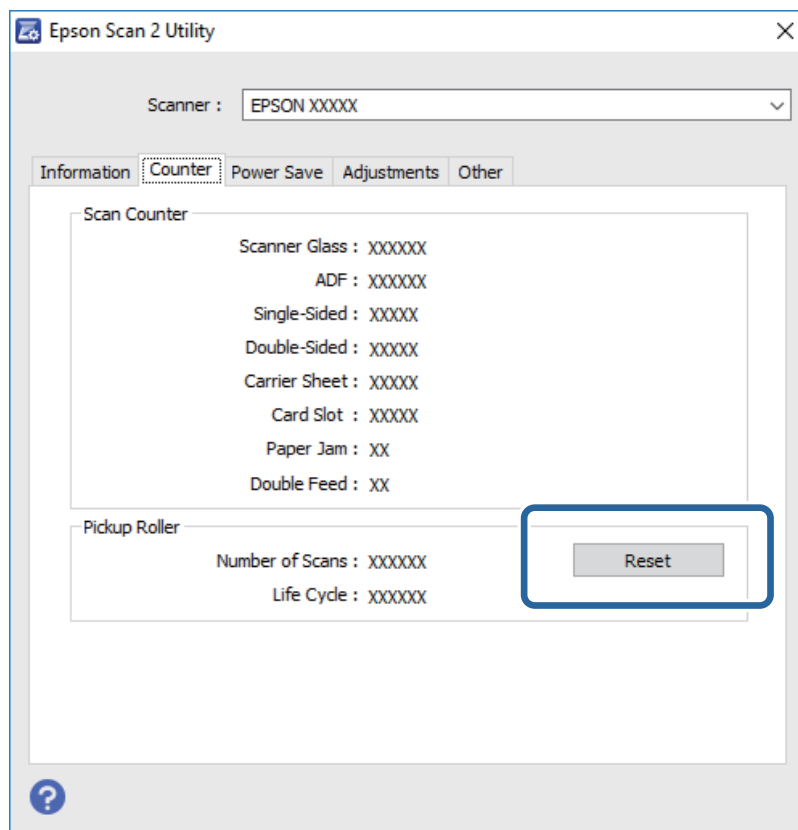 Epson Scan 2 Utility
Scanner : EPSON XXXXX
Information Counter Power Save Adjustments Other
Scan Counter
Scanner Glass : XXXXXX
ADF : XXXXXX
Single-Sided : XXXXX
Double-Sided : XXXXX
Carrier Sheet : XXXXX
Card Slot : XXXXX
Paper Jam : XX
Double Feed : XX
Pickup Roller
Number of Scans : XXXXXX Reset
Life Cycle : XXXXXX
?